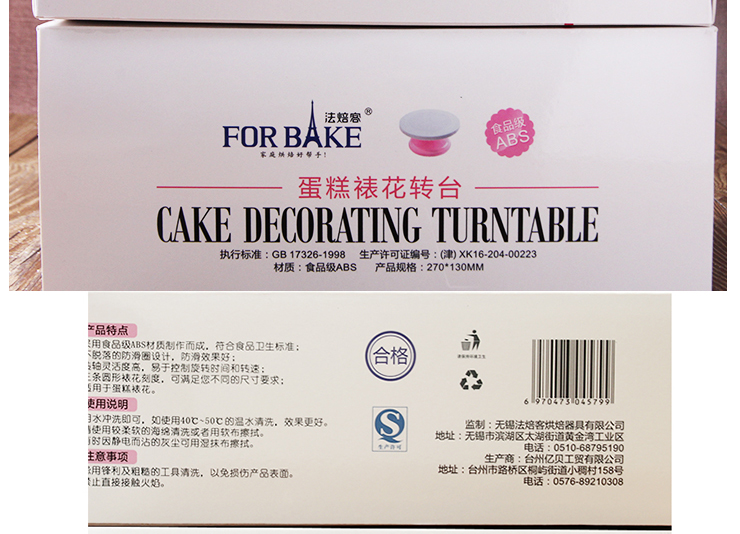 法焙客®
FOR BAKE
家庭烘焙好帮手!
食品级
ABS
蛋糕裱花转台
CAKE DECORATING TURNTABLE
执行标准：GB 17326-1998 生产许可证编号：(津) XK16-204-00223
材质：食品级ABS 产品规格：270*130MM
产品特点
采用食品级ABS材质制作而成，符合食品卫生标准；
不脱落的防滑圈设计，防滑效果好；
轴灵活度高，易于控制旋转时间和转速；
条圆形裱花刻度，可满足您不同的尺寸要求；
适用于蛋糕裱花。
使用说明
用水冲洗即可，如使用40℃~50℃的温水清洗，效果更好。
请使用较柔软的海绵清洗或者用软布擦拭。
时因静电而沾的灰尘可用湿抹布擦拭。
注意事项
用锋利及粗糙的工具清洗，以免损伤产品表面。
禁止直接接触火焰。
合格
QS
生产许可
6 970473 045799
监制：无锡法焙客烘焙器具有限公司
地址：无锡市滨湖区太湖街道黄金湾工业区
电话：0510-68795190
生产商：台州亿贝工贸有限公司
地址：台州市路桥区桐屿街道小稠村158号
电话：0576-89210308